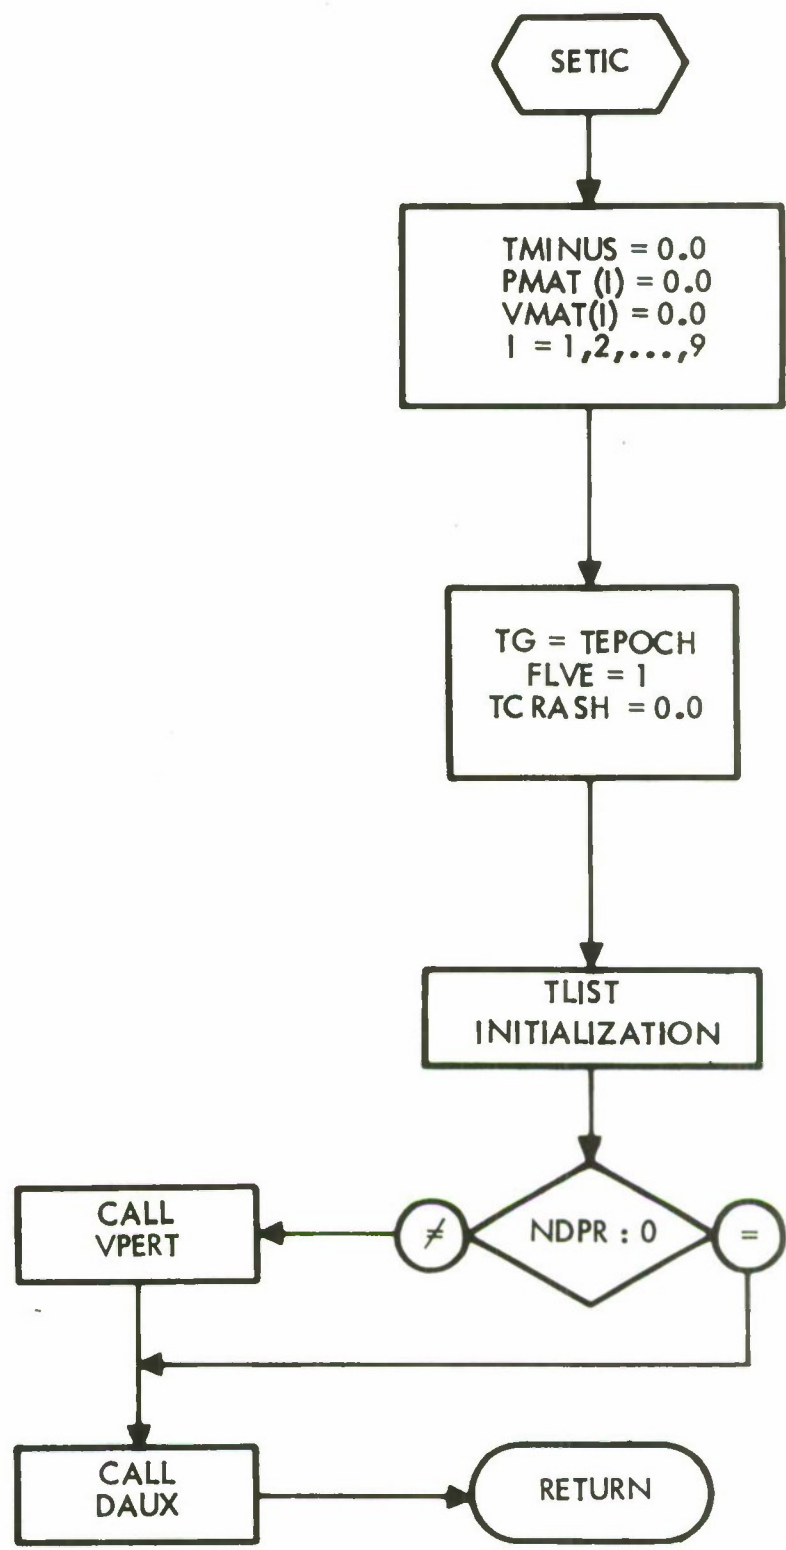 SETIC
TMINUS = 0.0
PMAT (I) = 0.0
VMAT(I) = 0.0
I = 1,2,...,9
TG = TEPOCH
FLVE = 1
TCRASH = 0.0
TLIST
INITIALIZATION
CALL
VPERT
≠
NDPR : 0
=
CALL
DAUX
RETURN